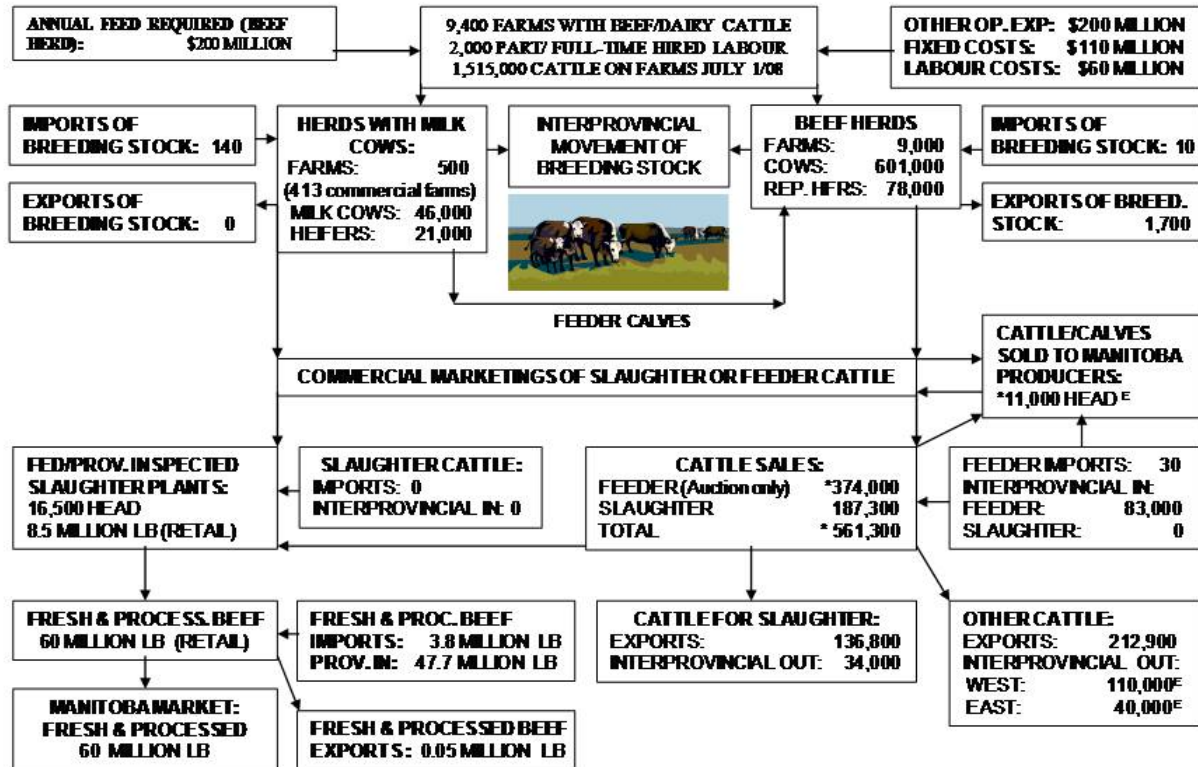 ANNUAL FEED REQUIRED (BEEF
HERD): $200 MILLION
9,400 FARMS WITH BEEF/DAIRY CATTLE
2,000 PART/ FULL-TIME HIRED LABOUR
1,515,000 CATTLE ON FARMS JULY 1/08
OTHER OP. EXP: $200 MILLION
FIXED COSTS: $110 MILLION
LABOUR COSTS: $60 MILLION
IMPORTS OF
BREEDING STOCK: 140
HERDS WITH MILK
COWS:
FARMS: 500
(413 commercial farms)
MILK COWS: 46,000
HEIFERS: 21,000
INTERPROVINCIAL
MOVEMENT OF
BREEDING STOCK
BEEF HERDS
FARMS: 9,000
COWS: 601,000
REP. HFRS: 78,000
IMPORTS OF
BREEDING STOCK: 10
EXPORTS OF
BREEDING STOCK: 0
EXPORTS OF BREED.
STOCK: 1,700
FEEDER CALVES
COMMERCIAL MARKETINGS OF SLAUGHTER OR FEEDER CATTLE
CATTLE/CALVES
SOLD TO MANITOBA
PRODUCERS:
*11,000 HEAD E
FED/PROV. INSPECTED
SLAUGHTER PLANTS:
16,500 HEAD
8.5 MILLION LB (RETAIL)
SLAUGHTER CATTLE:
IMPORTS: 0
INTERPROVINCIAL IN: 0
CATTLE SALES:
FEEDER (Auction only) *374,000
SLAUGHTER 187,300
TOTAL * 561,300
FEEDER IMPORTS: 30
INTERPROVINCIAL IN:
FEEDER: 83,000
SLAUGHTER: 0
FRESH & PROCESS. BEEF
60 MILLION LB (RETAIL)
FRESH & PROC. BEEF
IMPORTS: 3.8 MILLION LB
PROV. IN: 47.7 MILLION LB
CATTLE FOR SLAUGHTER:
EXPORTS: 136,800
INTERPROVINCIAL OUT: 34,000
OTHER CATTLE:
EXPORTS: 212,900
INTERPROVINCIAL OUT:
WEST: 110,000E
EAST: 40,000E
MANITOBA MARKET:
FRESH & PROCESSED
60 MILLION LB
FRESH & PROCESSED BEEF
EXPORTS: 0.05 MILLION LB